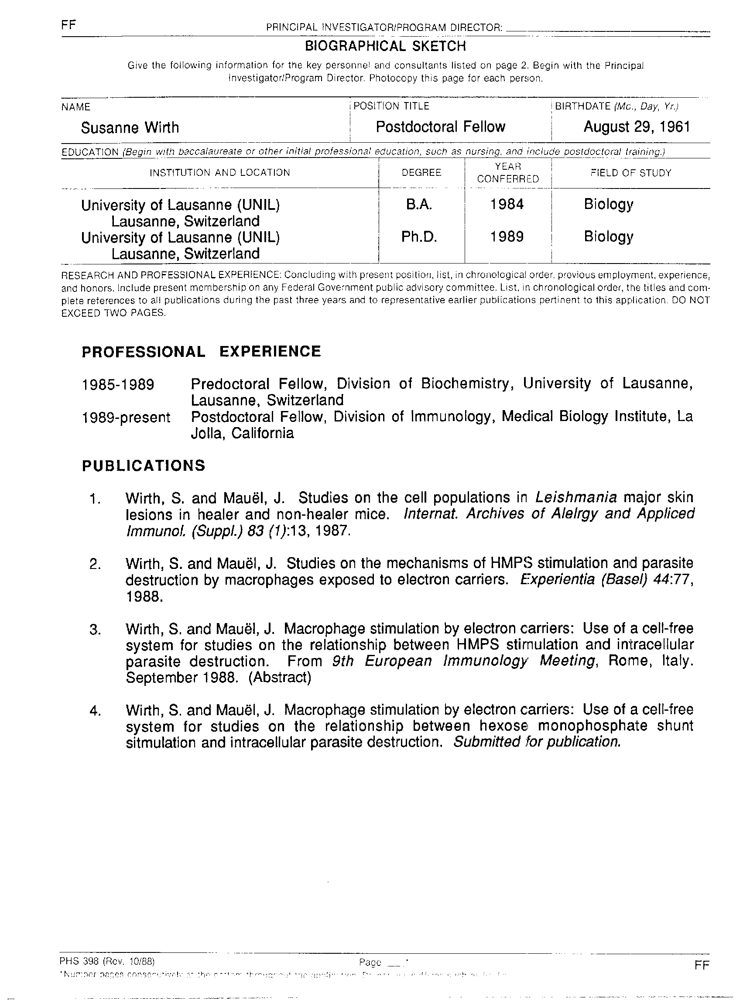 FF
PRINCIPAL INVESTIGATOR/PROGRAM DIRECTOR:
BIOGRAPHICAL SKETCH
Give the following information for the key personnel and consultants listed on page 2. Begin with the Principal
Investigator/Program Director. Photocopy this page for each person.
NAME POSITION TITLE BIRTHDATE (Mo., Day, Yr.)
Susanne Wirth Postdoctoral Fellow August 29, 1961
EDUCATION (Begin with baccalaureate or other initial professional education, such as nursing, and include postdoctoral training.)
INSTITUTION AND LOCATION DEGREE YEAR CONFERRED FIELD OF STUDY
University of Lausanne (UNIL) B.A. 1984 Biology
Lausanne, Switzerland
University of Lausanne (UNIL) Ph.D. 1989 Biology
Lausanne, Switzerland
RESEARCH AND PROFESSIONAL EXPERIENCE: Concluding with present position, list, in chronological order, previous employment, experience,
and honors. Include present membership on any Federal Government public advisory committee. List, in chronological order, the titles and com-
plete references to all publications during the past three years and to representative earlier publications pertinent to this application. DO NOT
EXCEED TWO PAGES.
PROFESSIONAL EXPERIENCE
1985-1989 Predoctoral Fellow, Division of Biochemistry, University of Lausanne,
Lausanne, Switzerland
1989-present Postdoctoral Fellow, Division of Immunology, Medical Biology Institute, La
Jolla, California
PUBLICATIONS
1. Wirth, S. and Mauël, J. Studies on the cell populations in Leishmania major skin
lesions in healer and non-healer mice. Internat. Archives of Alelrgy and Appliced
Immunol. (Suppl.) 83 (1):13, 1987.
2. Wirth, S. and Mauël, J. Studies on the mechanisms of HMPS stimulation and parasite
destruction by macrophages exposed to electron carriers. Experientia (Basel) 44:77,
1988.
3. Wirth, S. and Mauël, J. Macrophage stimulation by electron carriers: Use of a cell-free
system for studies on the relationship between HMPS stimulation and intracellular
parasite destruction. From 9th European Immunology Meeting, Rome, Italy.
September 1988. (Abstract)
4. Wirth, S. and Mauël, J. Macrophage stimulation by electron carriers: Use of a cell-free
system for studies on the relationship between hexose monophosphate shunt
sitmulation and intracellular parasite destruction. Submitted for publication.
PHS 398 (Rev. 10/88) Page __.* FF
*Number pages consecutively at the bottom throughout the application.